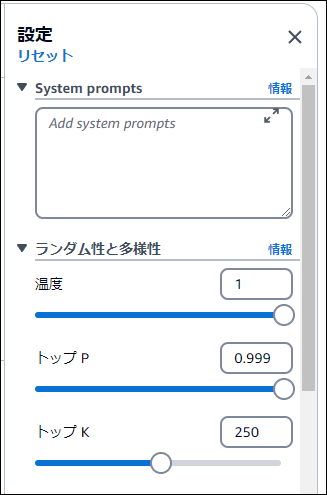 設定
リセット
System prompts 情報
Add system prompts
ランダム性と多様性 情報
温度 1
トップ P 0.999
トップ K 250